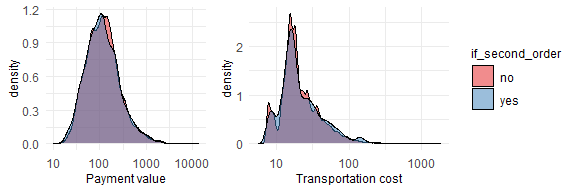 density
1.2
0.9
0.6
0.3
0.0
10 100 1000 10000
Payment value
density
2
1
0
10 100 1000
Transportation cost
if_second_order
no
yes